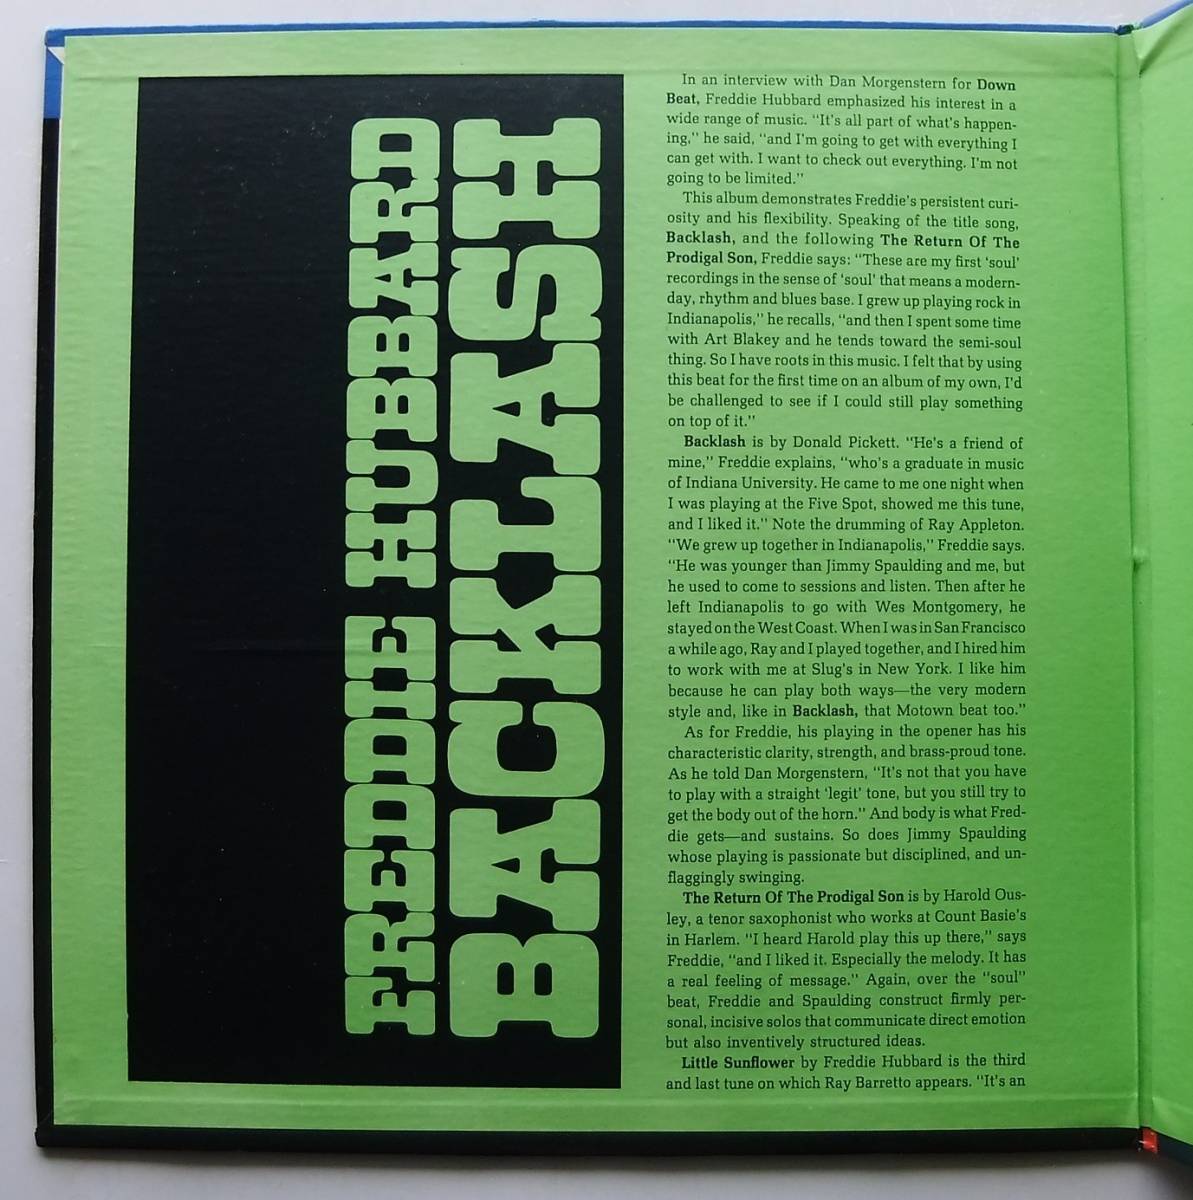 FREDDIE HUBBARD
BACKLASH
In an interview with Dan Morgenstern for Down
Beat, Freddie Hubbard emphasized his interest in a
wide range of music. "It's all part of what's happen-
ing," he said, "and I'm going to get with everything I
can get with. I want to check out everything. I'm not
going to be limited."
This album demonstrates Freddie's persistent curi-
osity and his flexibility. Speaking of the title song,
Backlash, and the following The Return Of The
Prodigal Son, Freddie says: "These are my first 'soul'
recordings in the sense of 'soul' that means a modern-
day, rhythm and blues base. I grew up playing rock in
Indianapolis," he recalls, "and then I spent some time
with Art Blakey and he tends toward the semi-soul
thing. So I have roots in this music. I felt that by using
this beat for the first time on an album of my own, I'd
be challenged to see if I could still play something
on top of it."
Backlash is by Donald Pickett. "He's a friend of
mine," Freddie explains, "who's a graduate in music
of Indiana University. He came to me one night when
I was playing at the Five Spot, showed me this tune,
and I liked it." Note the drumming of Ray Appleton.
"We grew up together in Indianapolis," Freddie says.
"He was younger than Jimmy Spaulding and me, but
he used to come to sessions and listen. Then after he
left Indianapolis to go with Wes Montgomery, he
stayed on the West Coast. When I was in San Francisco
a while ago, Ray and I played together, and I hired him
to work with me at Slug's in New York. I like him
because he can play both ways—the very modern
style and, like in Backlash, that Motown beat too."
As for Freddie, his playing in the opener has his
characteristic clarity, strength, and brass-proud tone.
As he told Dan Morgenstern, "It's not that you have
to play with a straight 'legit' tone, but you still try to
get the body out of the horn." And body is what Fred-
die gets—and sustains. So does Jimmy Spaulding
whose playing is passionate but disciplined, and un-
flaggingly swinging.
The Return Of The Prodigal Son is by Harold Ous-
ley, a tenor saxophonist who works at Count Basie's
in Harlem. "I heard Harold play this up there," says
Freddie, "and I liked it. Especially the melody. It has
a real feeling of message." Again, over the "soul"
beat, Freddie and Spaulding construct firmly per-
sonal, incisive solos that communicate direct emotion
but also inventively structured ideas.
Little Sunflower by Freddie Hubbard is the third
and last tune on which Ray Barretto appears. "It's an